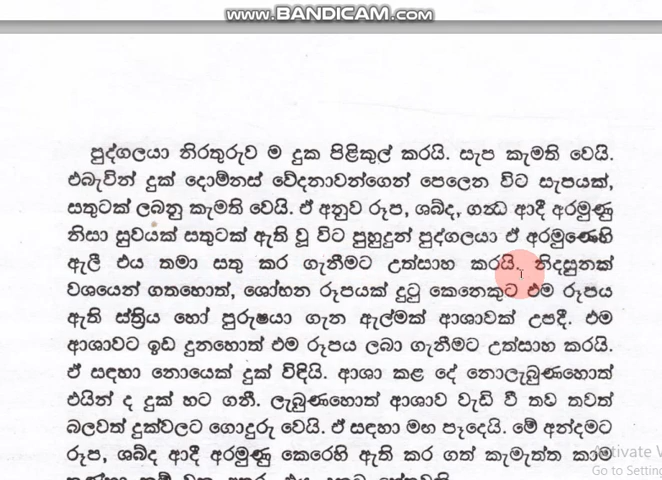 www.BANDICAM.com
පුද්ගලයා නිරතුරුව ම දුක පිළිකුල් කරයි. සැප කැමති වෙයි.
එබැවින් දුක් දොම්නස් වේදනාවන්ගෙන් පෙලෙන විට සැපයක්,
සතුටක් ලබනු කැමති වෙයි. ඒ අනුව රූප, ශබ්ද, ගන්‍ධ ආදී අරමුණු
නිසා සුවයක් සතුටක් ඇති වූ විට පුහුදුන් පුද්ගලයා ඒ අරමුණෙහි
ඇලී එය තමා සතු කර ගැනීමට උත්සාහ කරයි. නිදසුනක්
වශයෙන් ගතහොත්, ශෝභන රූපයක් දුටු කෙනෙකුට එම රූපය
ඇති ස්ත්‍රිය හෝ පුරුෂයා ගැන ඇල්මක් ආශාවක් උපදී. එම
ආශාවට ඉඩ දුනහොත් එම රූපය ලබා ගැනීමට උත්සාහ කරයි.
ඒ සඳහා නොයෙක් දුක් විඳියි. ආශා කළ දේ නොලැබුණහොත්
එයින් ද දුක් හට ගනී. ලැබුණහොත් ආශාව වැඩි වී තව තවත්
බලවත් දුක්වලට ගොදුරු වෙයි. ඒ සඳහා මඟ පෑදෙයි. මේ අන්දමට
රූප, ශබ්ද ආදී අරමුණු කෙරෙහි ඇති කර ගත් කැමැත්ත කාම
Activate W
Go to Setting